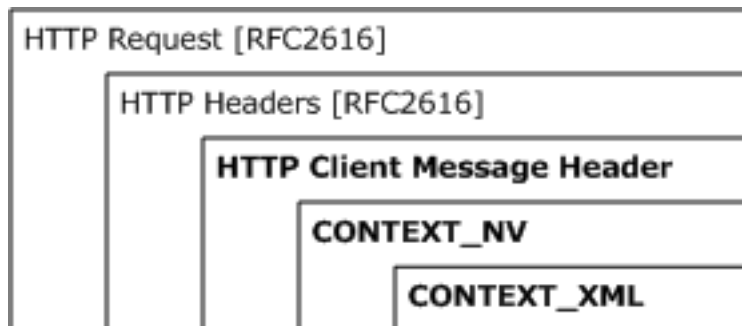 HTTP Request [RFC2616]
HTTP Headers [RFC2616]
HTTP Client Message Header
CONTEXT_NV
CONTEXT_XML